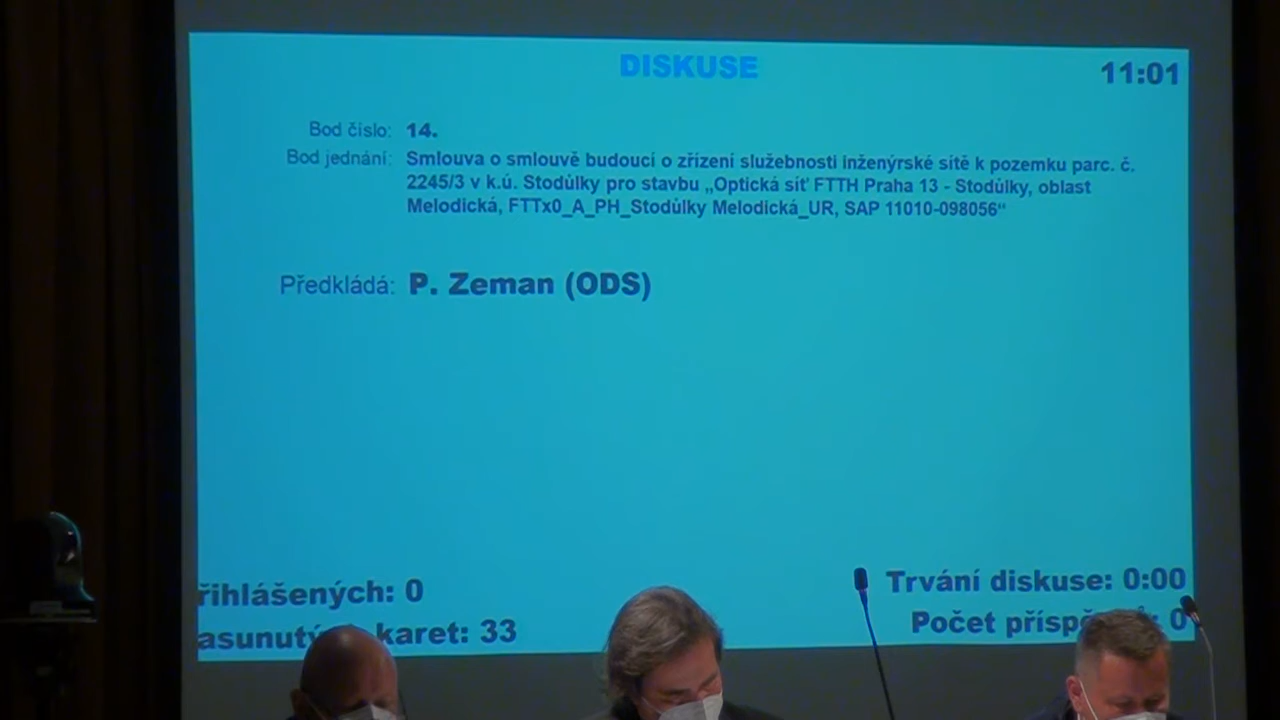 DISKUSE
11:01
Bod číslo: 14.
Bod jednání: Smlouva o smlouvě budoucí o zřízení služebnosti inženýrské sítě k pozemku parc. č.
2245/3 v k.ú. Stodůlky pro stavbu „Optická síť FTTH Praha 13 - Stodůlky, oblast
Melodická, FTTx0_A_PH_Stodůlky Melodická_UR, SAP 11010-098056“
Předkládá: P. Zeman (ODS)
řihlášených: 0
Trvání diskuse: 0:00
karet: 33
Počet 0